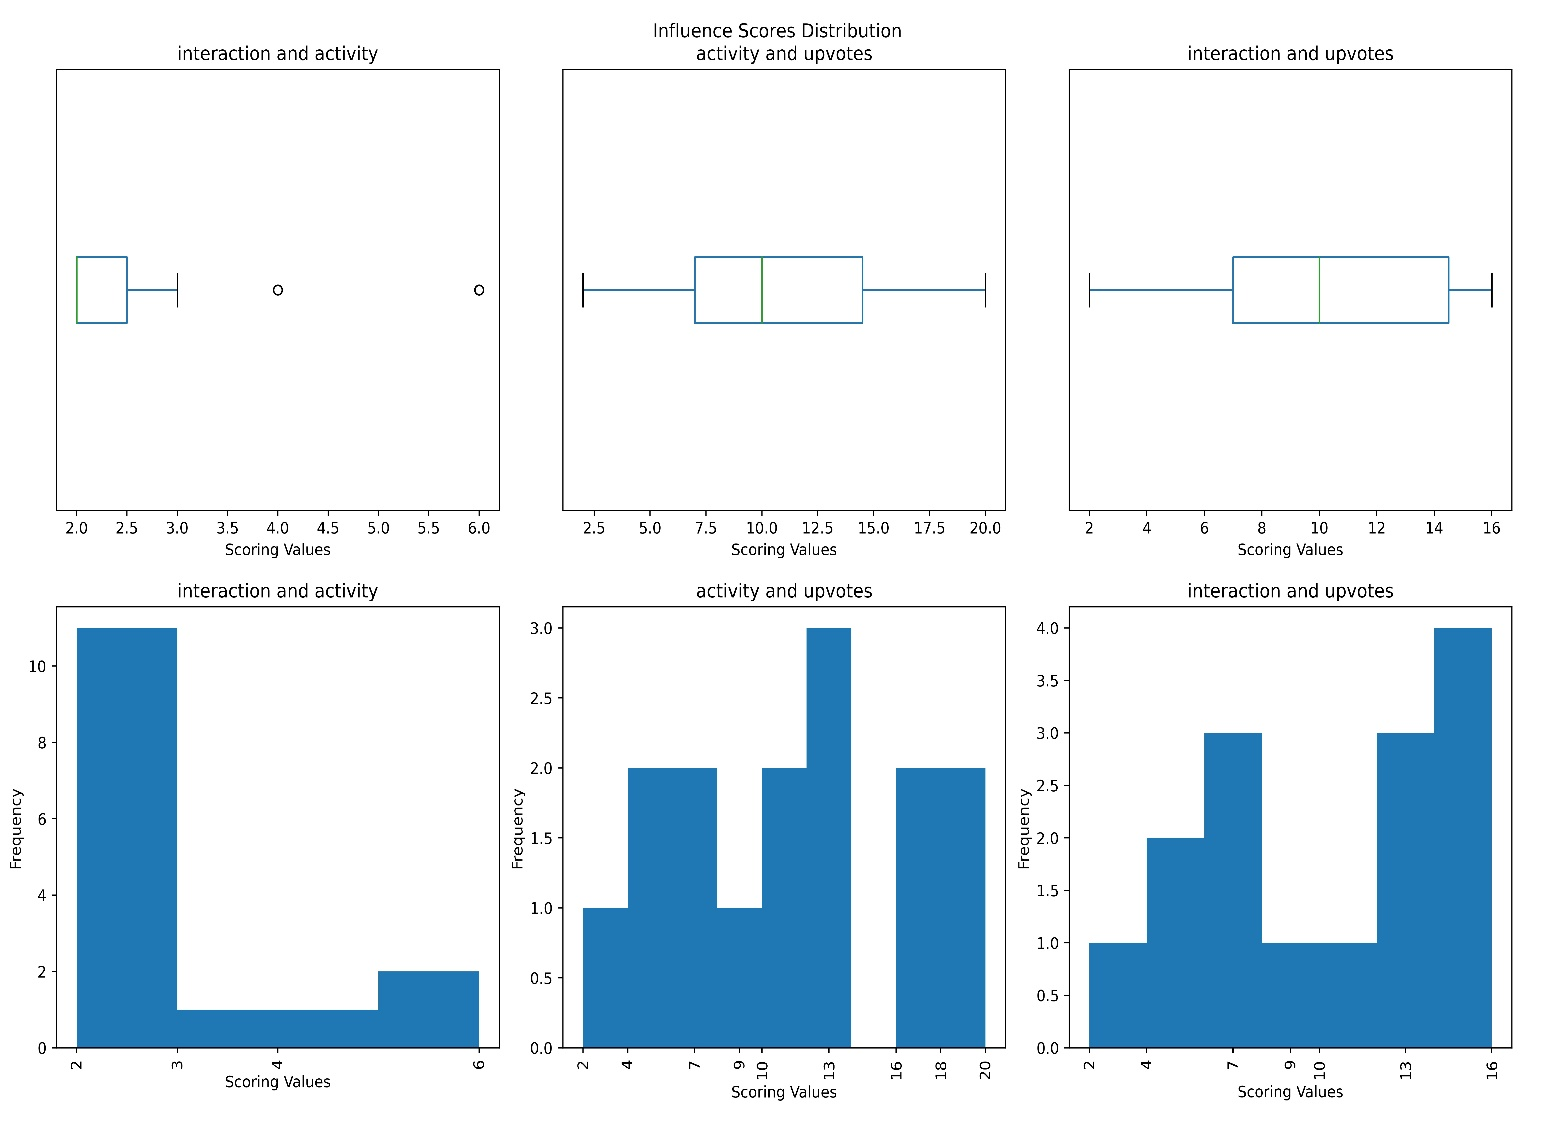 Influence Scores Distribution
interaction and activity
activity and upvotes
interaction and upvotes
2.0 2.5 3.0 3.5 4.0 4.5 5.0 5.5 6.0
Scoring Values
2.5 5.0 7.5 10.0 12.5 15.0 17.5 20.0
Scoring Values
2 4 6 8 10 12 14 16
Scoring Values
interaction and activity
10
8
6
4
2
0
Frequency
2 3 4 6
Scoring Values
activity and upvotes
3.0
2.5
2.0
1.5
1.0
0.5
0.0
Frequency
2 4 7 9 10 13 16 18 20
Scoring Values
interaction and upvotes
4.0
3.5
3.0
2.5
2.0
1.5
1.0
0.5
0.0
Frequency
2 4 7 9 10 13 16
Scoring Values